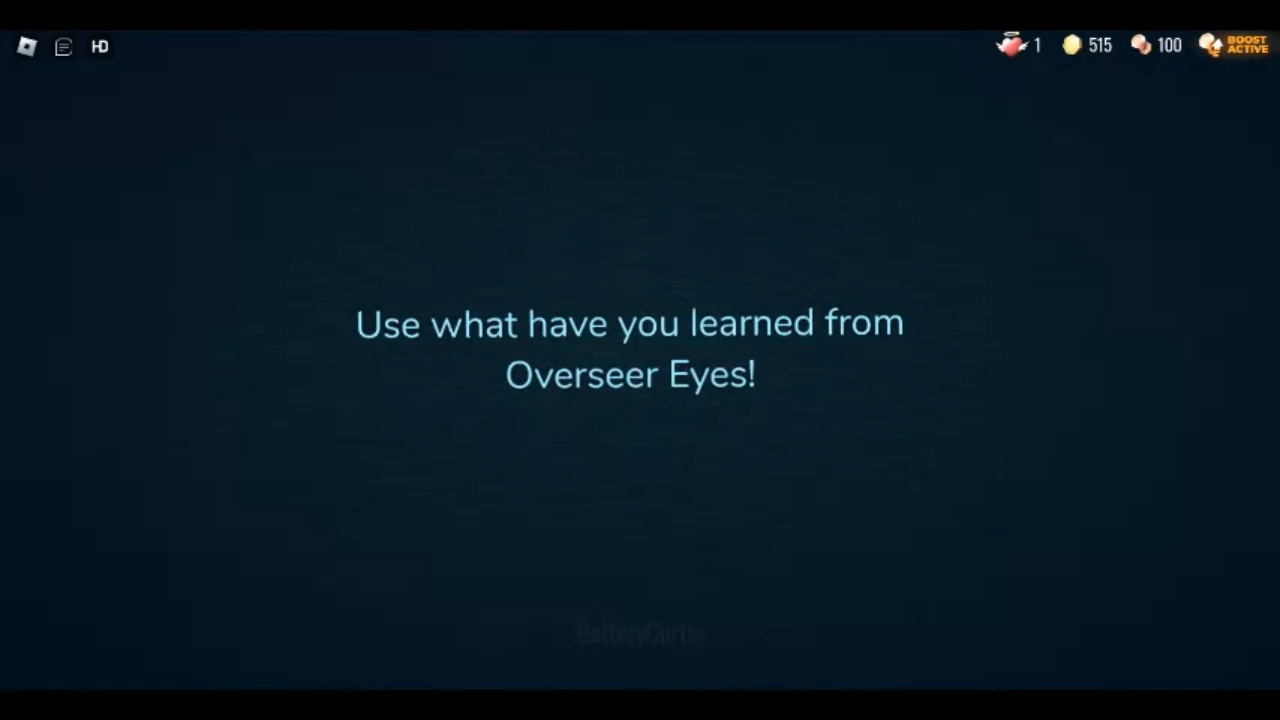 HD
1
515
100
BOOST
ACTIVE
Use what have you learned from
Overseer Eyes!